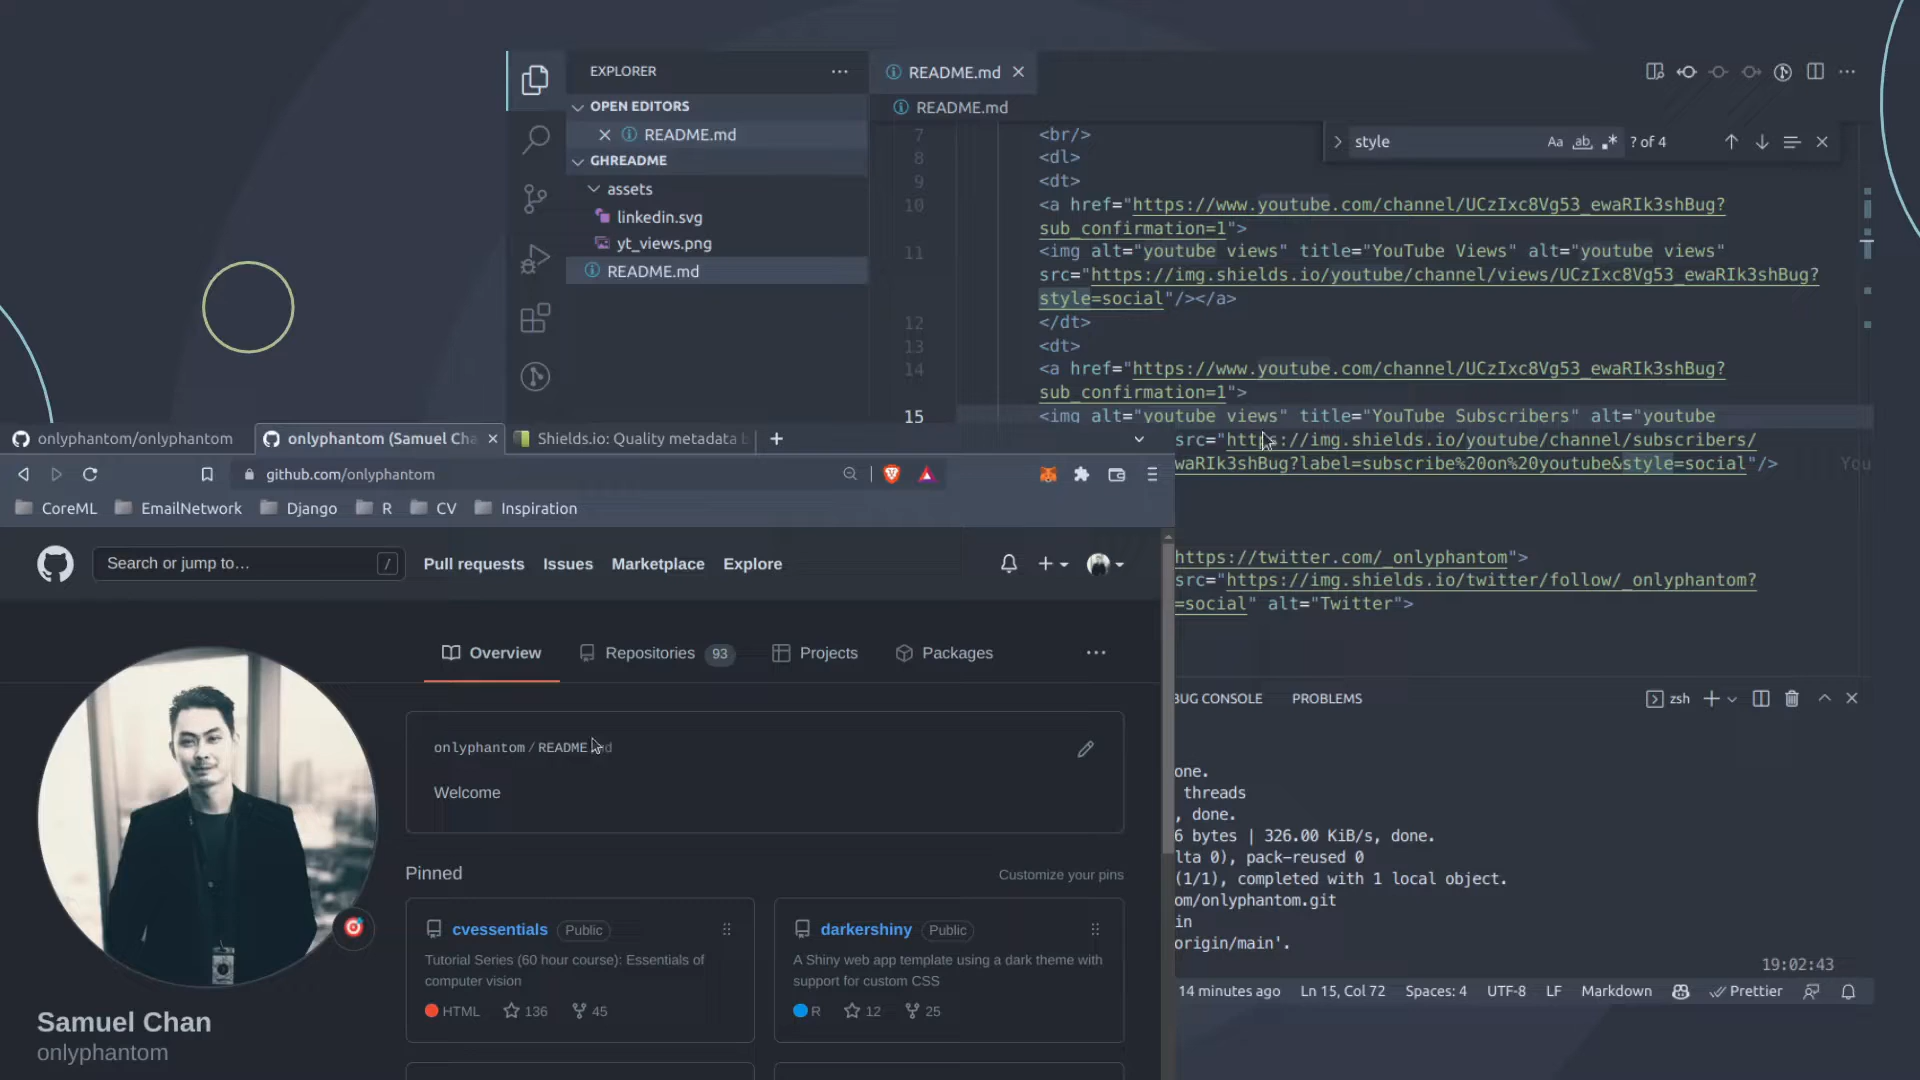 EXPLORER
OPEN EDITORS
README.md
GHREADME
assets
linkedin.svg
yt_views.png
README.md
README.md
README.md
style
Aa
ab
? of 4
7 <br/>
8 <dl>
9 <dt>
10 <a href="https://www.youtube.com/channel/UCzIxc8Vg53_ewaRIk3shBug?
sub_confirmation=1">
11 <img alt="youtube views" title="YouTube Views" alt="youtube views"
src="https://img.shields.io/youtube/channel/views/UCzIxc8Vg53_ewaRIk3shBug?
style=social"/></a>
12 </dt>
13 <dt>
14 <a href="https://www.youtube.com/channel/UCzIxc8Vg53_ewaRIk3shBug?
sub_confirmation=1">
15 <img alt="youtube views" title="YouTube Subscribers" alt="youtube
src="https://img.shields.io/youtube/channel/subscribers/
waRIk3shBug?label=subscribe%20on%20youtube&style=social"/> You
https://twitter.com/_onlyphantom">
src="https://img.shields.io/twitter/follow/_onlyphantom?
=social" alt="Twitter">
BUG CONSOLE
PROBLEMS
zsh
one.
threads
, done.
6 bytes | 326.00 KiB/s, done.
lta 0), pack-reused 0
(1/1), completed with 1 local object.
om/onlyphantom.git
in
origin/main'.
19:02:43
14 minutes ago
Ln 15, Col 72
Spaces: 4
UTF-8
LF
Markdown
Prettier
onlyphantom/onlyphantom
onlyphantom (Samuel Cha
Shields.io: Quality metadata b
github.com/onlyphantom
CoreML
EmailNetwork
Django
R
CV
Inspiration
Search or jump to…
/
Pull requests
Issues
Marketplace
Explore
Overview
Repositories 93
Projects
Packages
onlyphantom / README.md
Welcome
Pinned
Customize your pins
cvessentials Public
Tutorial Series (60 hour course): Essentials of
computer vision
HTML 136 45
darkershiny Public
A Shiny web app template using a dark theme with
support for custom CSS
R 12 25
Samuel Chan
onlyphantom